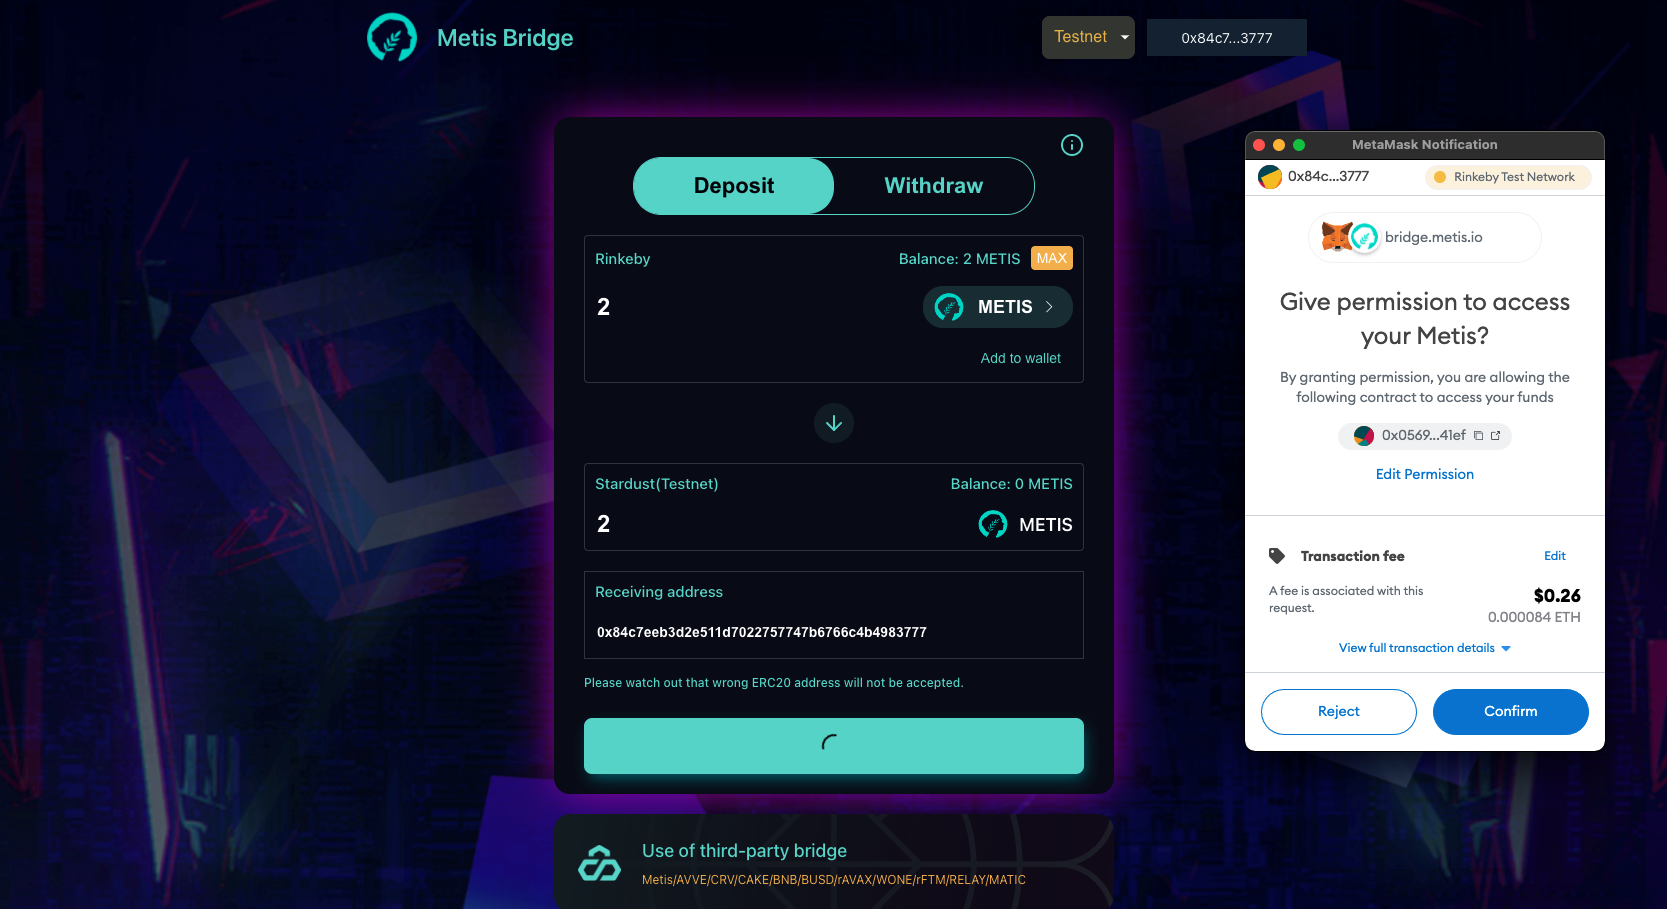 Metis Bridge
Testnet
0x84c7...3777
Deposit
Withdraw
Rinkeby
Balance: 2 METIS
MAX
2
METIS
Add to wallet
Stardust(Testnet)
Balance: 0 METIS
2
METIS
Receiving address
0x84c7eeb3d2e511d7022757747b6766c4b4983777
Please watch out that wrong ERC20 address will not be accepted.
Use of third-party bridge
Metis/AVVE/CRV/CAKE/BNB/BUSD/rAVAX/WONE/rFTM/RELAY/MATIC
MetaMask Notification
0x84c...3777
Rinkeby Test Network
bridge.metis.io
Give permission to access
your Metis?
By granting permission, you are allowing the
following contract to access your funds
0x0569...41ef
Edit Permission
Transaction fee
Edit
A fee is associated with this
request.
$0.26
0.000084 ETH
View full transaction details
Reject
Confirm